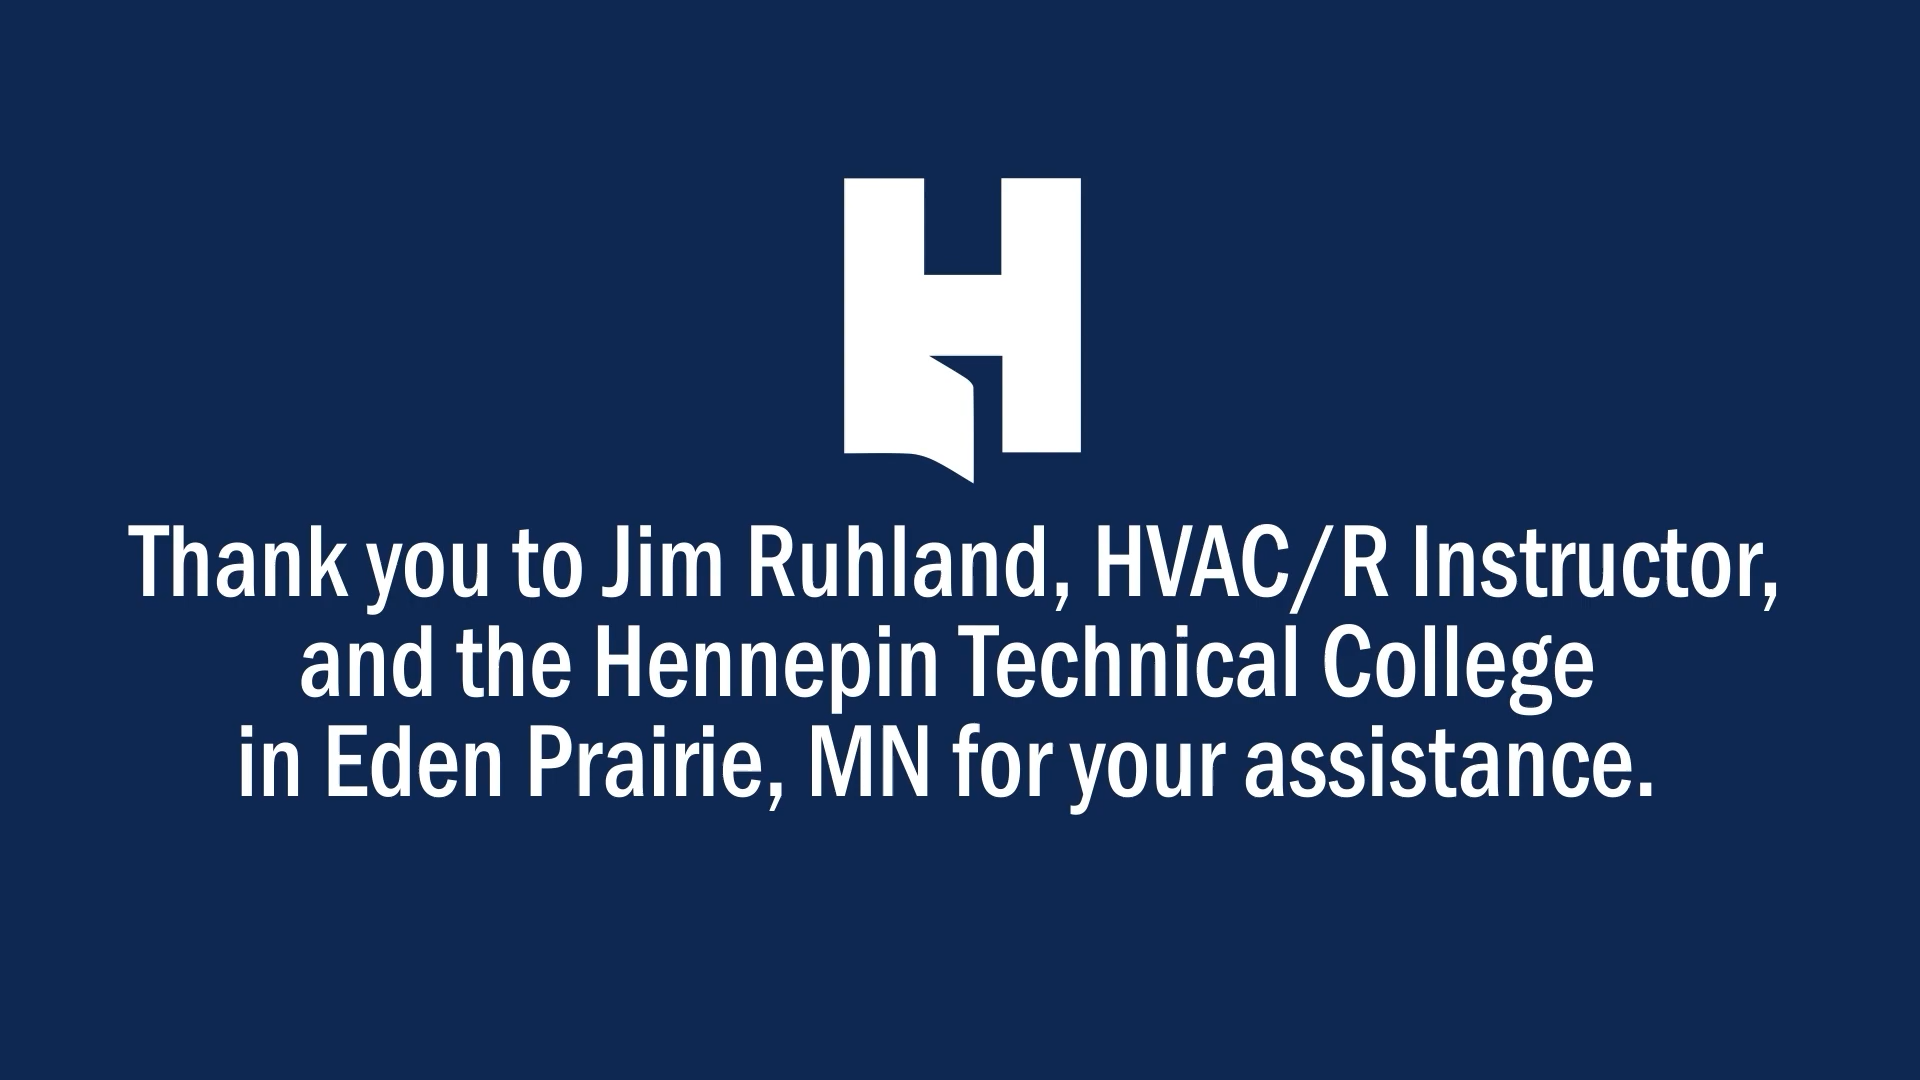 H
Thank you to Jim Ruhland, HVAC/R Instructor,
and the Hennepin Technical College
in Eden Prairie, MN for your assistance.